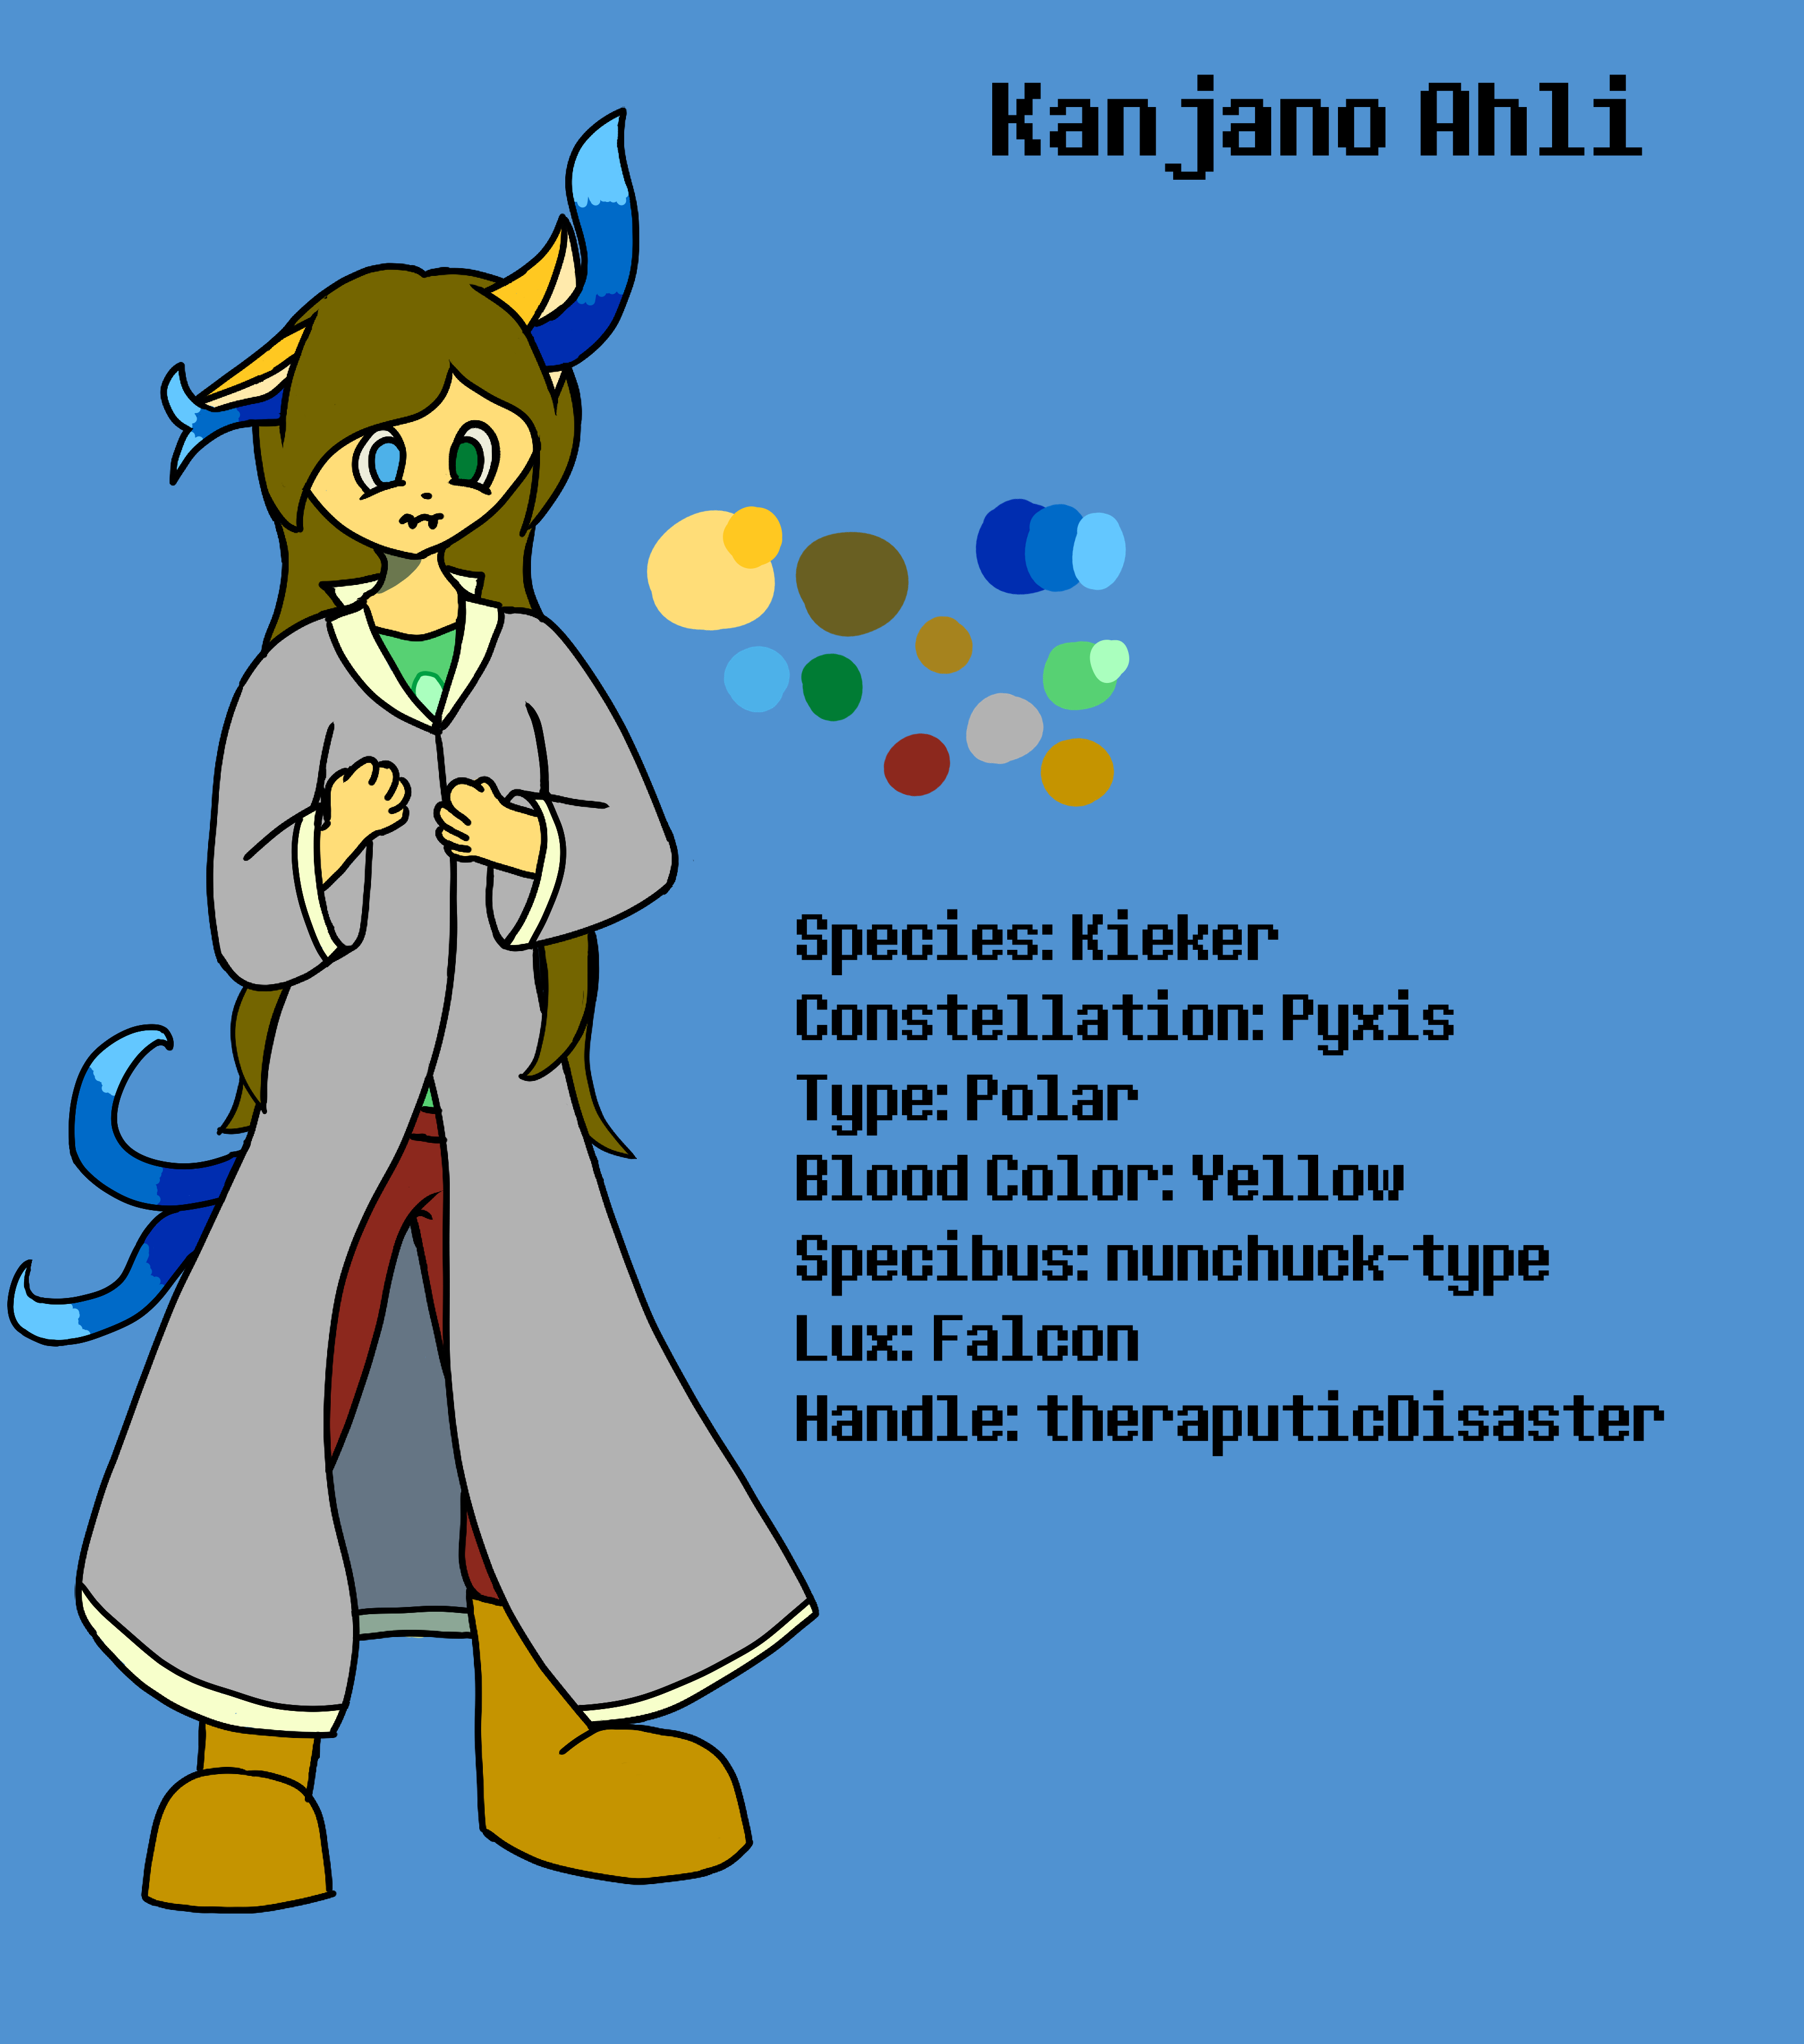 Kanjano Ahli
Species: Kieker
Constellation: Pyxis
Type: Polar
Blood Color: Yellow
Specibus: nunchuck-type
Lux: Falcon
Handle: theraputicDisaster